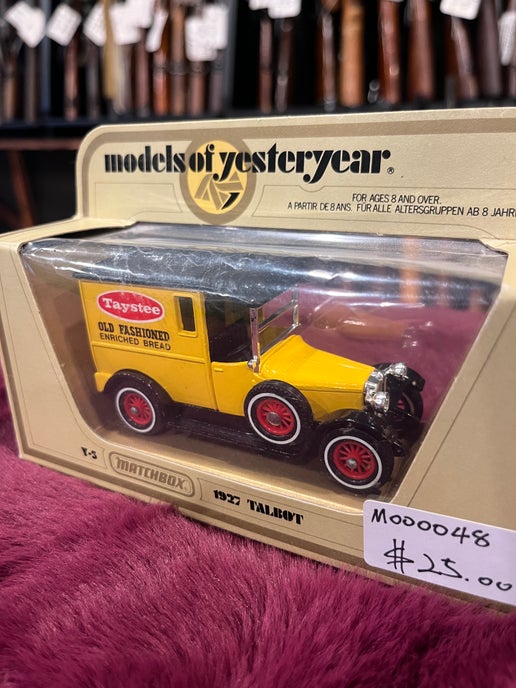 models of yesteryear®
FOR AGES 8 AND OVER.
A PARTIR DE 8 ANS. FÜR ALLE ALTERSGRUPPEN AB 8 JAHR
Taystee
OLD FASHIONED
ENRICHED BREAD
Y-5
MATCHBOX
1927 TALBOT
M000048
$25.00